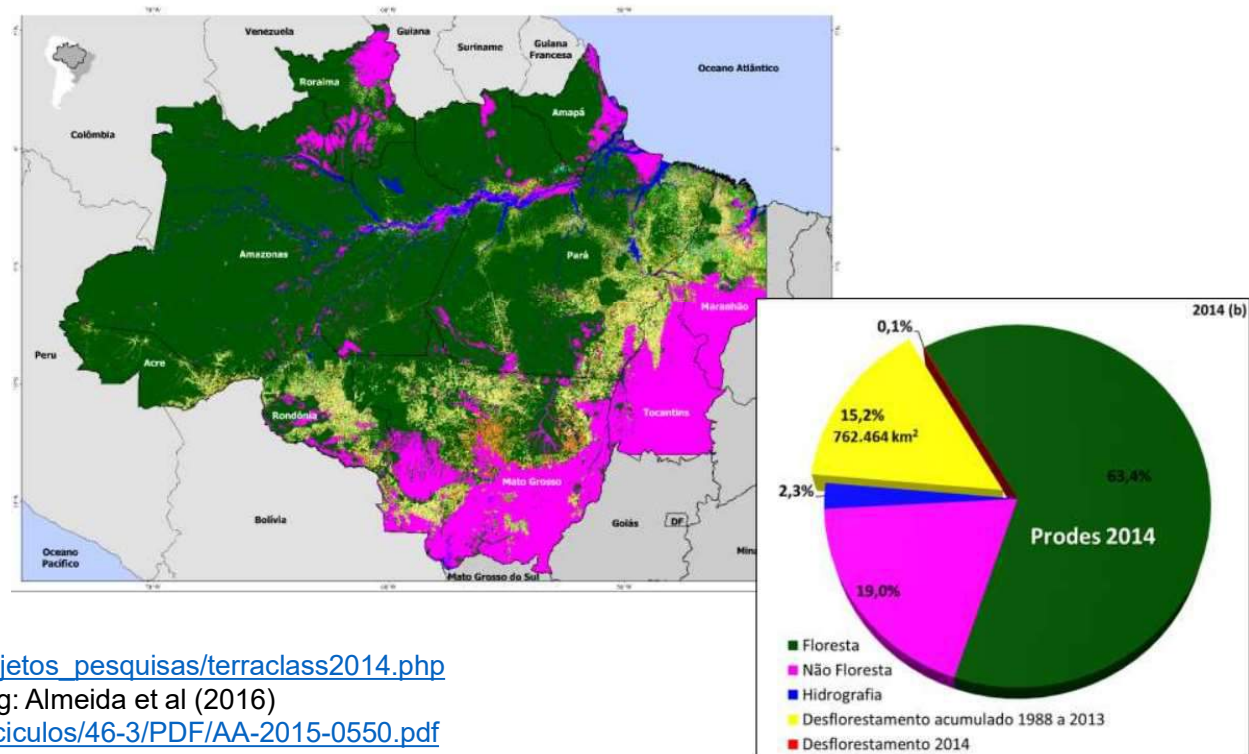 Venezuela
Guiana
Suriname
Guiana
Francesa
Oceano Atlântico
Roraima
Amapá
Colômbia
Amazonas
Pará
Maranhão
Peru
Acre
Rondônia
Tocantins
Mato Grosso
Bolívia
Goiás
DF
Mina
Oceano
Pacífico
Mato Grosso do Sul
2014 (b)
0,1%
15,2%
762.464 km²
63,4%
2,3%
Prodes 2014
19,0%
Floresta
Não Floresta
Hidrografia
Desflorestamento acumulado 1988 a 2013
Desflorestamento 2014
jetos_pesquisas/terraclass2014.php
g: Almeida et al (2016)
ciculos/46-3/PDF/AA-2015-0550.pdf